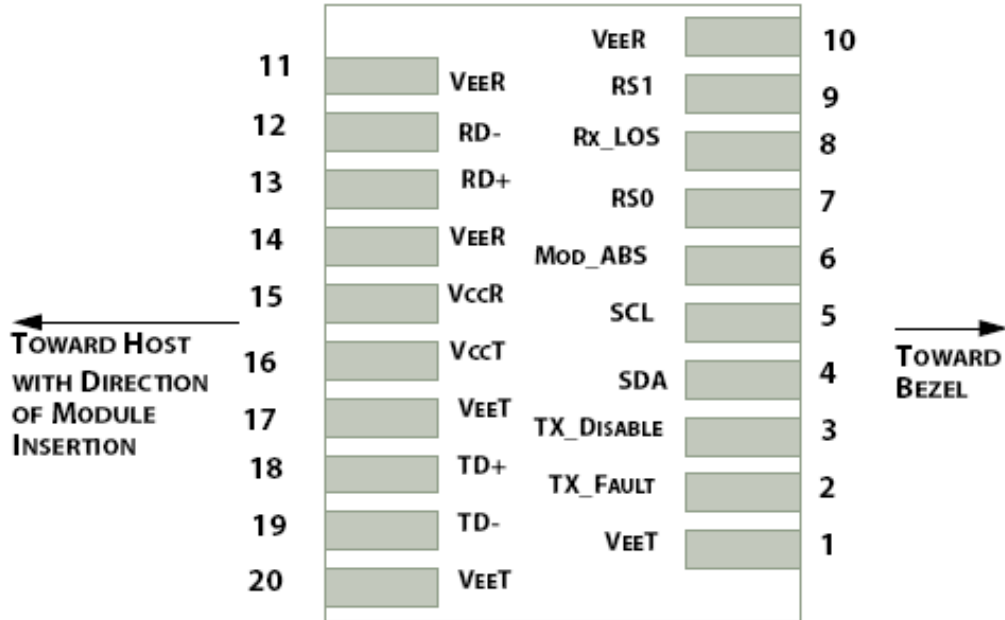 11 VEER
12 RD-
13 RD+
14 VEER
15 VCCR
16 VCCT
17 VEET
18 TD+
19 TD-
20 VEET
VEER 10
RS1 9
RX_LOS 8
RS0 7
MOD_ABS 6
SCL 5
SDA 4
TX_DISABLE 3
TX_FAULT 2
VEET 1
TOWARD HOST
WITH DIRECTION
OF MODULE
INSERTION
TOWARD
BEZEL